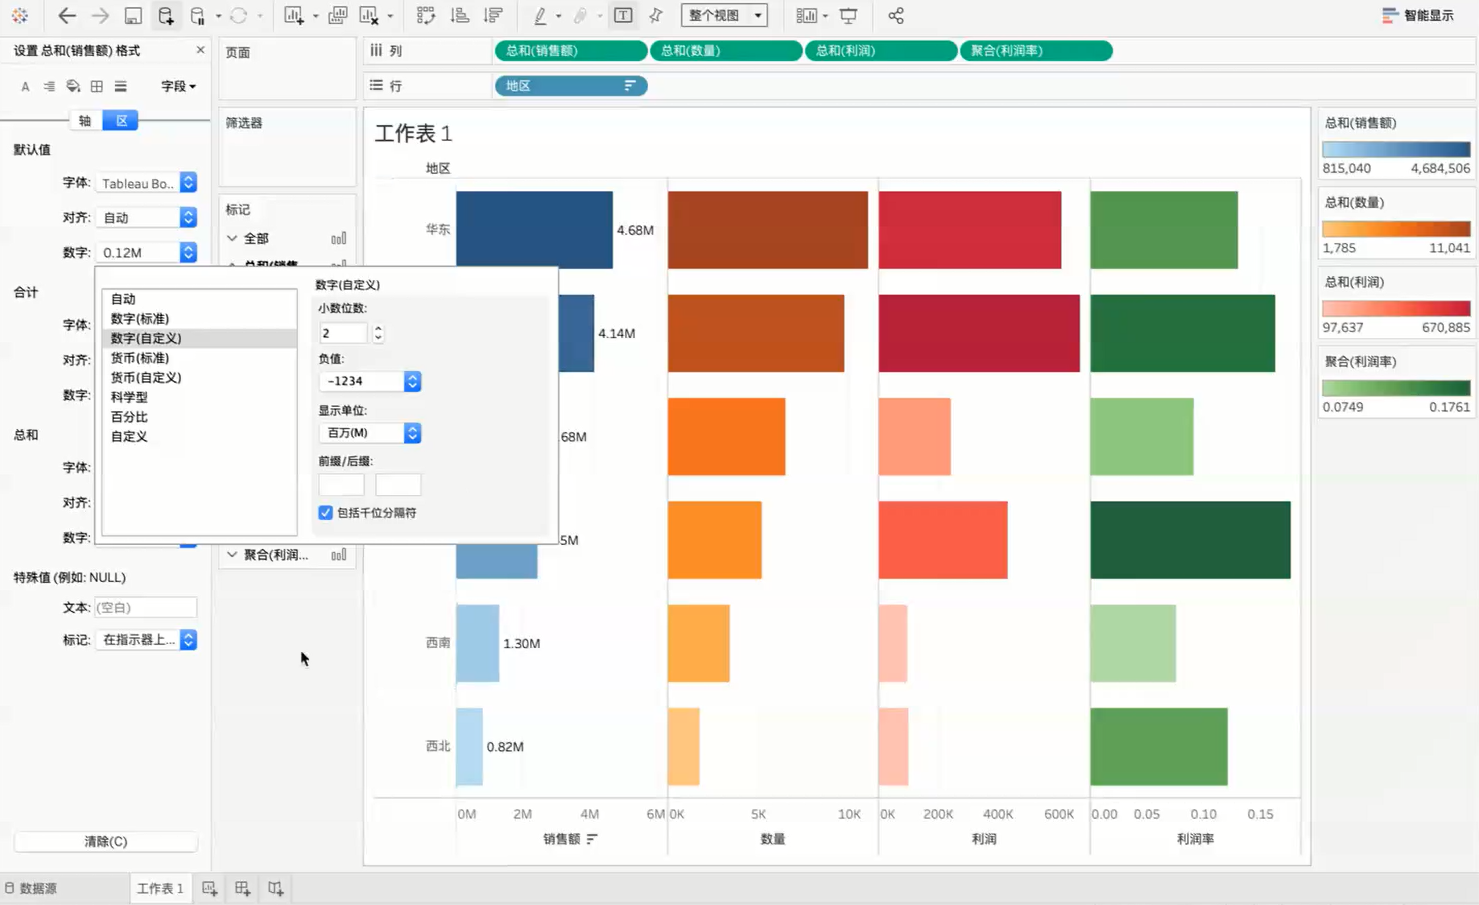 整个视图
智能显示
设置 总和(销售额) 格式
页面
列
总和(销售额)
总和(数量)
总和(利润)
聚合(利润率)
行
地区
字段
轴
区
默认值
字体: Tableau Bo..
对齐: 自动
数字: 0.12M
合计
字体:
对齐:
数字:
总和
字体:
对齐:
数字:
特殊值 (例如: NULL)
文本: (空白)
标记: 在指示器上...
清除(C)
筛选器
标记
全部
聚合(利润...
自动
数字(标准)
数字(自定义)
货币(标准)
货币(自定义)
科学型
百分比
自定义
数字(自定义)
小数位数:
2
负值:
-1234
显示单位:
百万(M)
前缀/后缀:
包括千位分隔符
工作表 1
地区
华东
4.68M
4.14M
68M
5M
西南
1.30M
西北
0.82M
0M 2M 4M 6M
0K 5K 10K
0K 200K 400K 600K
0.00 0.05 0.10 0.15
销售额
数量
利润
利润率
总和(销售额)
815,040 4,684,506
总和(数量)
1,785 11,041
总和(利润)
97,637 670,885
聚合(利润率)
0.0749 0.1761
数据源
工作表 1